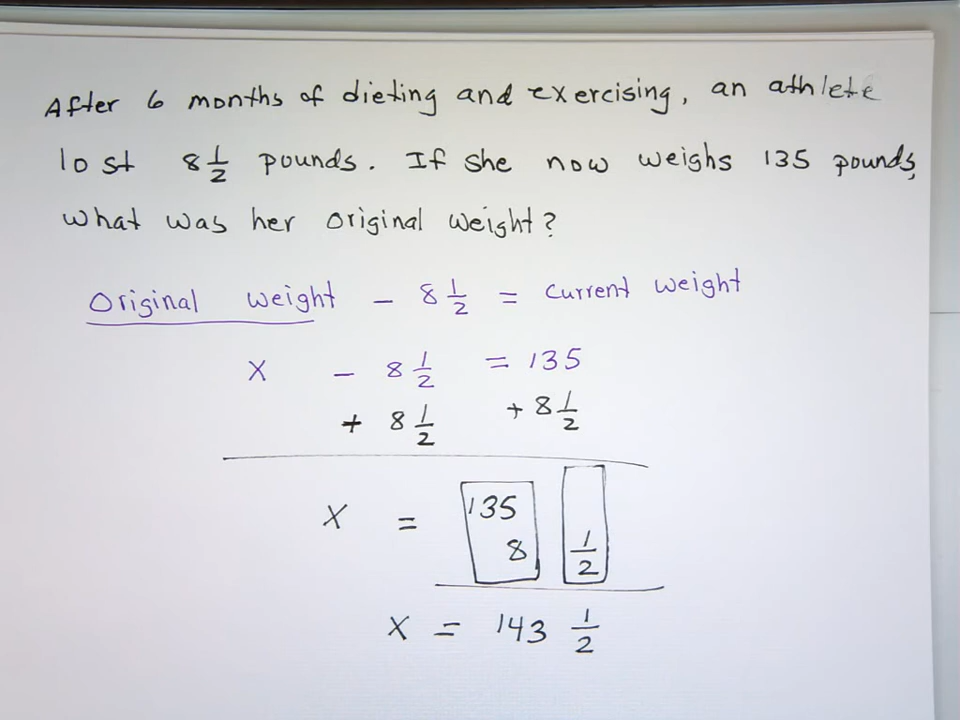 After 6 months of dieting and exercising, an athlete
lost 8 1/2 pounds. If she now weighs 135 pounds,
what was her original weight?
Original weight - 8 1/2 = current weight
X - 8 1/2 = 135
+ 8 1/2 + 8 1/2
X = 135
8 1/2
X = 143 1/2